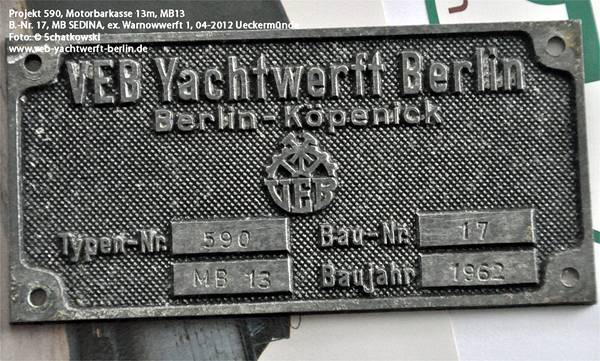 Projekt 590, Motorbarkasse 13m, MB13
B.-Nr. 17, MB SEDINA, ex. Warnowwerft 1, 04-2012 Ueckermünde
Foto: © Schatkowski
www.veb-yachtwerft-berlin.de
VEB Yachtwerft Berlin
Berlin-Köpenick
VEB
Typen-Nr. 590 Bau-Nr. 17
MB 13 Baujahr 1962